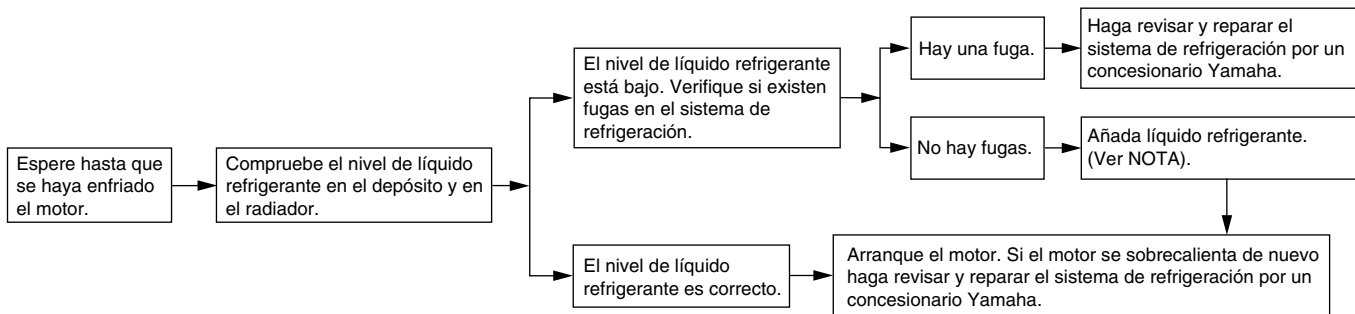 Espere hasta que
se haya enfriado
el motor.
Compruebe el nivel de líquido
refrigerante en el depósito y en
el radiador.
El nivel de líquido refrigerante
está bajo. Verifique si existen
fugas en el sistema de
refrigeración.
Hay una fuga.
Haga revisar y reparar el
sistema de refrigeración por un
concesionario Yamaha.
No hay fugas.
Añada líquido refrigerante.
(Ver NOTA).
El nivel de líquido
refrigerante es correcto.
Arranque el motor. Si el motor se sobrecalienta de nuevo
haga revisar y reparar el sistema de refrigeración por un
concesionario Yamaha.